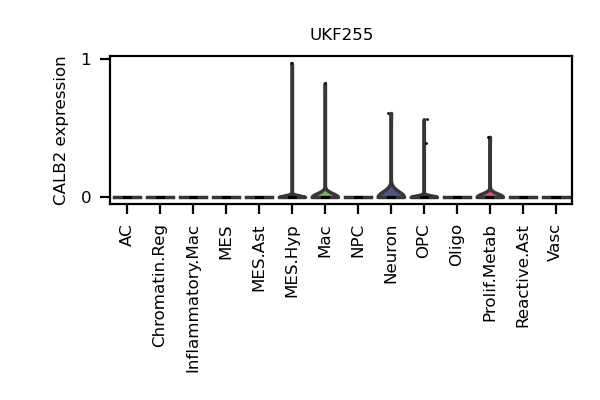 UKF255
CALB2 expression
1
0
AC
Chromatin.Reg
Inflammatory.Mac
MES
MES.Ast
MES.Hyp
Mac
NPC
Neuron
OPC
Oligo
Prolif.Metab
Reactive.Ast
Vasc